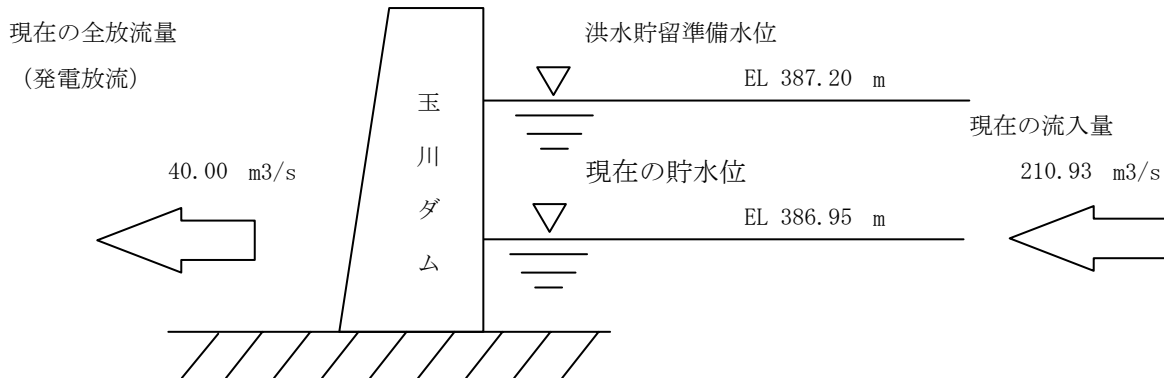 現在の全放流量
（発電放流）
40.00 m3/s
玉川ダム
洪水貯留準備水位
EL 387.20 m
現在の貯水位
EL 386.95 m
現在の流入量
210.93 m3/s